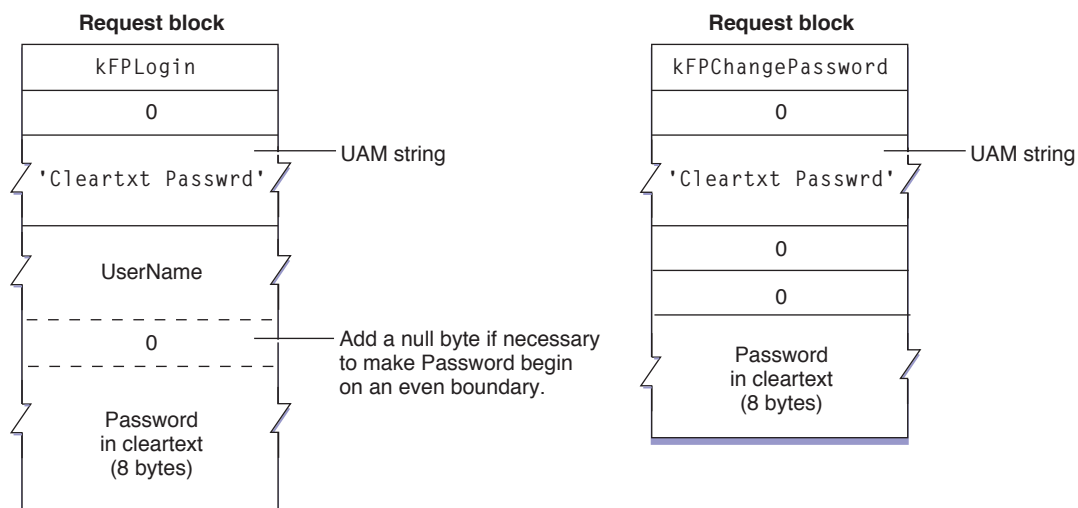 Request block
kFPLogin
0
'Cleartxt Passwrd'
UAM string
UserName
0
Add a null byte if necessary
to make Password begin
on an even boundary.
Password
in cleartext
(8 bytes)
Request block
kFPChangePassword
0
'Cleartxt Passwrd'
UAM string
0
0
Password
in cleartext
(8 bytes)